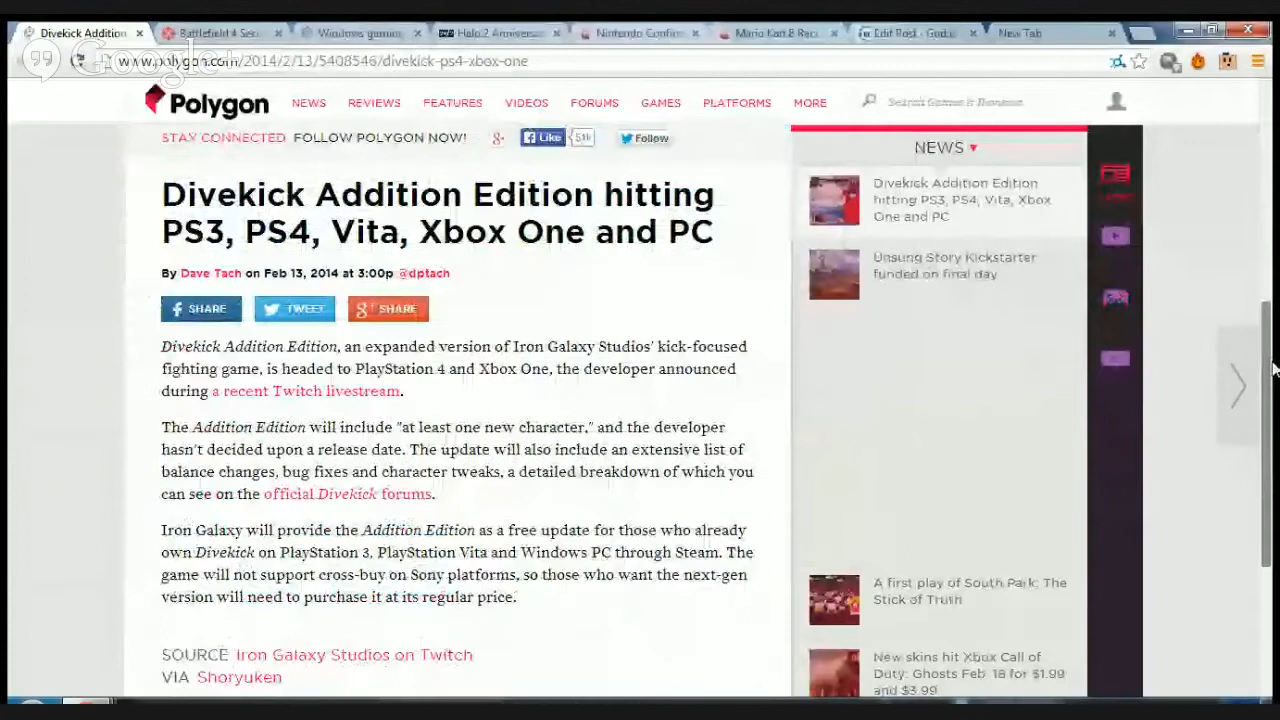 Divekick Addition
Battlefield 4 Sec
Windows gaming
Halo 2 Annivers
Nintendo Confirm
Mario Kart 8 Rac
Edit Post
New Tab
Google+
www.polygon.com/2014/2/13/5408546/divekick-ps4-xbox-one
Polygon
NEWS REVIEWS FEATURES VIDEOS FORUMS GAMES PLATFORMS MORE
STAY CONNECTED FOLLOW POLYGON NOW! Like 51k Follow
NEWS
Divekick Addition Edition hitting
PS3, PS4, Vita, Xbox One and PC
By Dave Tach on Feb 13, 2014 at 3:00p @dptach
SHARE TWEET SHARE
Divekick Addition Edition, an expanded version of Iron Galaxy Studios' kick-focused
fighting game, is headed to PlayStation 4 and Xbox One, the developer announced
during a recent Twitch livestream.
The Addition Edition will include "at least one new character," and the developer
hasn't decided upon a release date. The update will also include an extensive list of
balance changes, bug fixes and character tweaks, a detailed breakdown of which you
can see on the official Divekick forums.
Iron Galaxy will provide the Addition Edition as a free update for those who already
own Divekick on PlayStation 3, PlayStation Vita and Windows PC through Steam. The
game will not support cross-buy on Sony platforms, so those who want the next-gen
version will need to purchase it at its regular price.
SOURCE Iron Galaxy Studios on Twitch
VIA Shoryuken
Divekick Addition Edition
hitting PS3, PS4, Vita, Xbox
One and PC
Unsung Story Kickstarter
funded on final day
A first play of South Park: The
Stick of Truth
New skins hit Xbox Call of
Duty: Ghosts Feb. 18 for $1.99
and $3.99